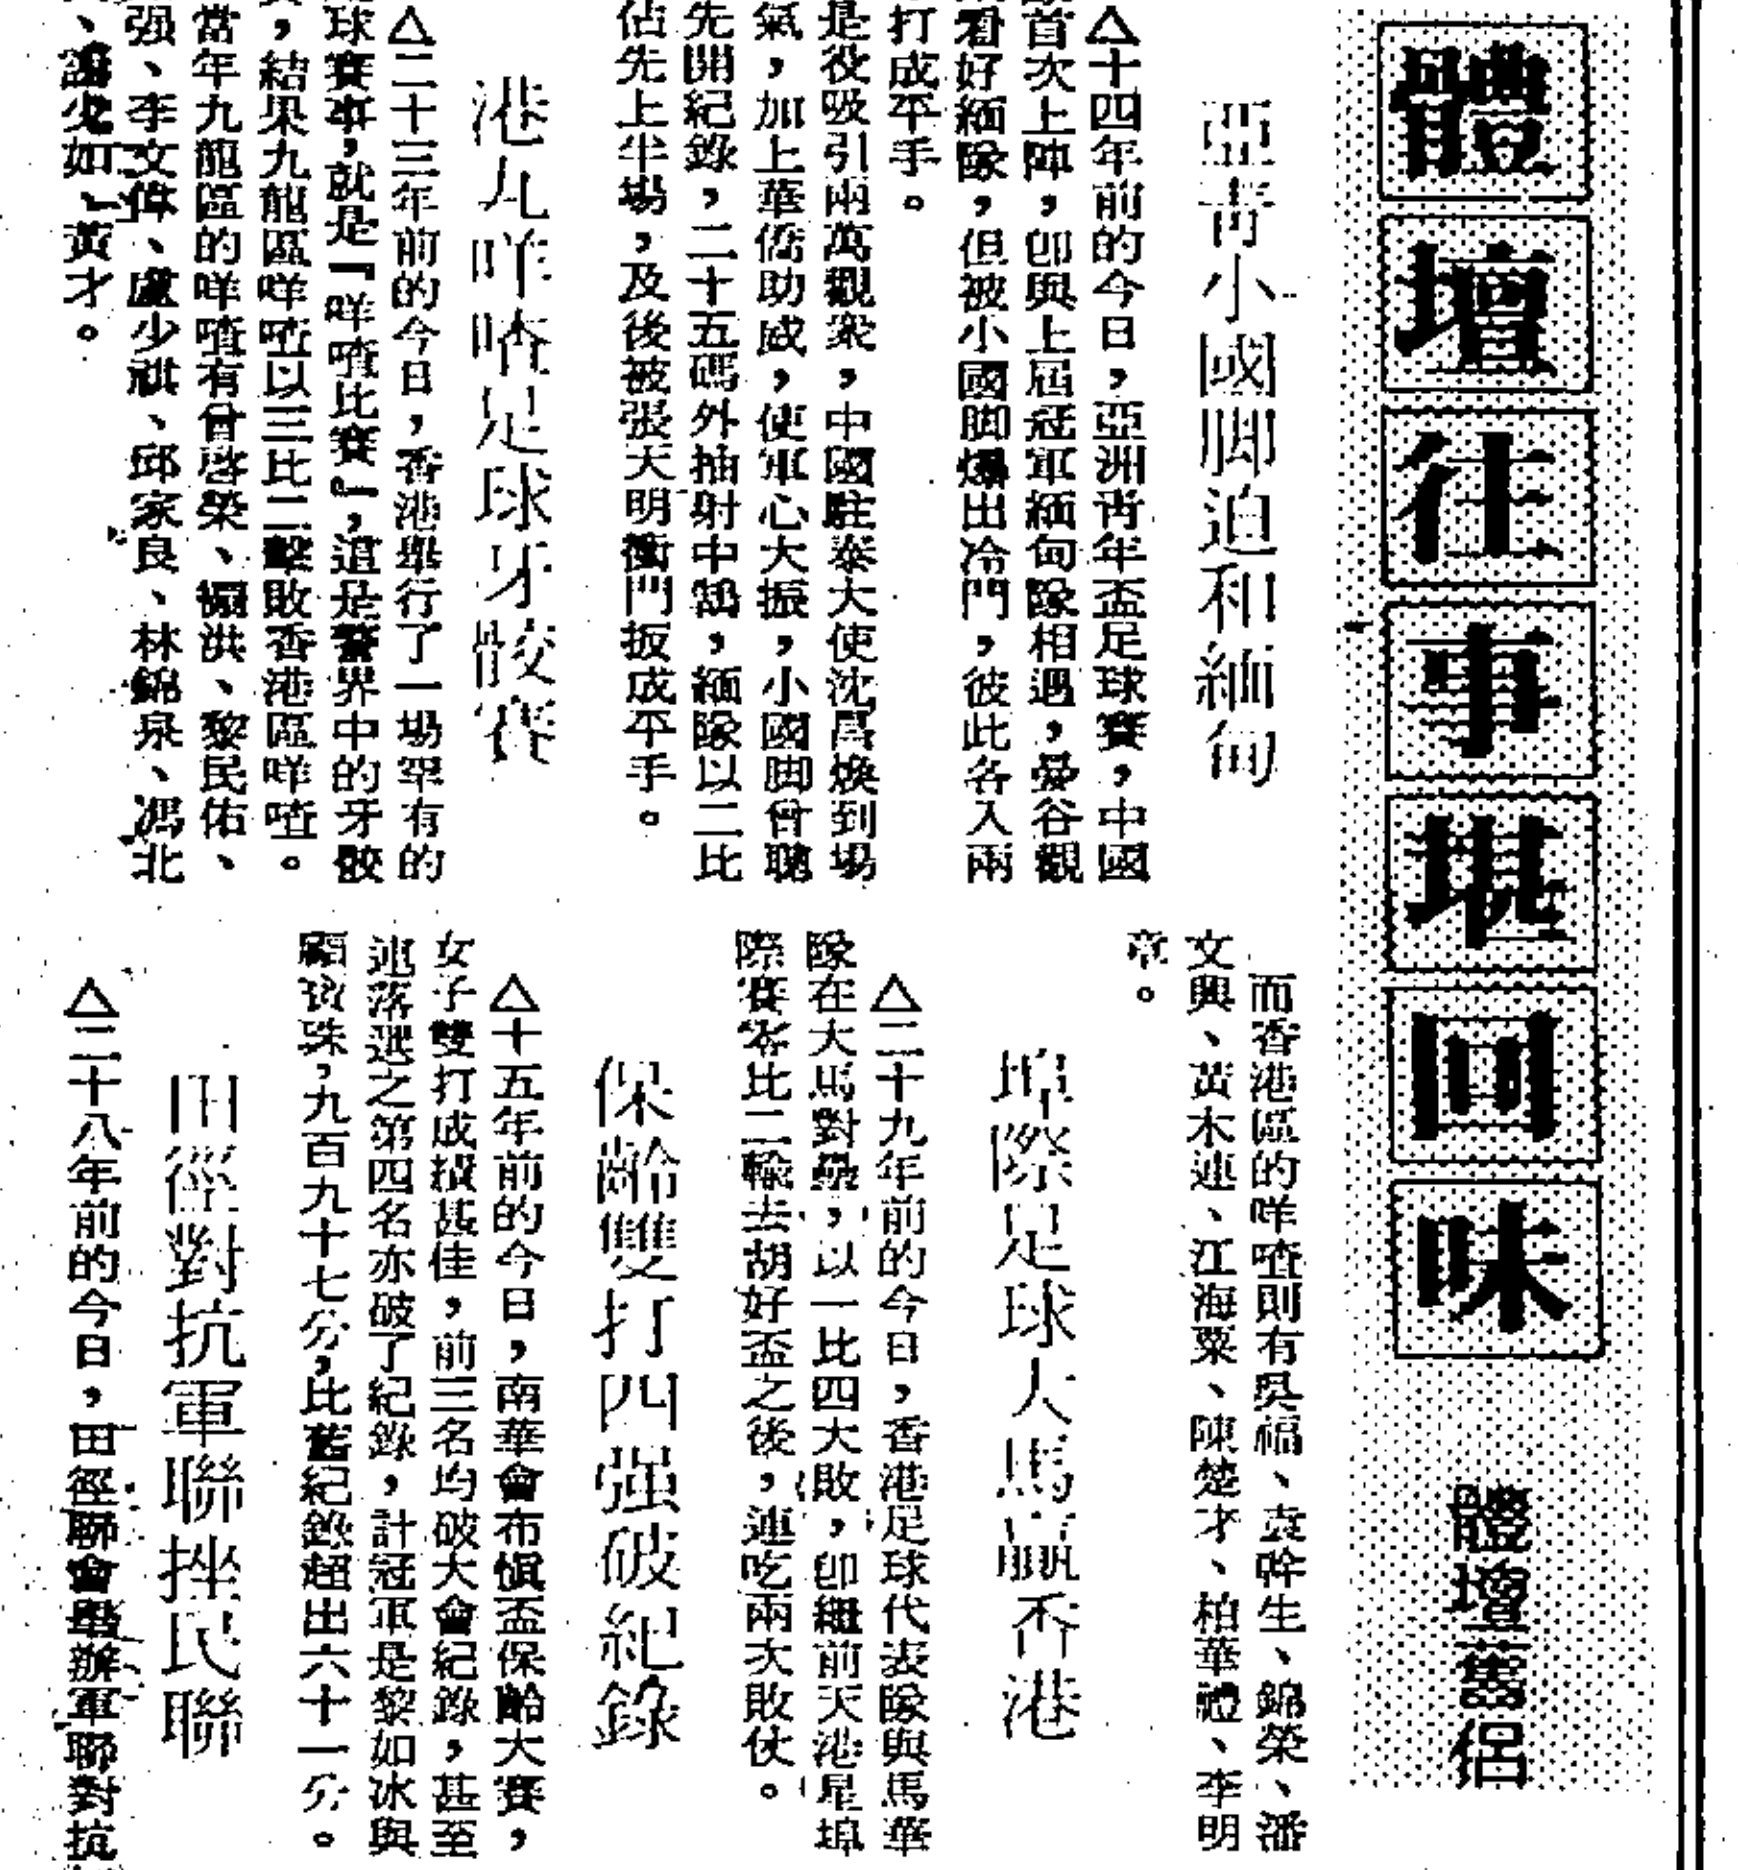 體壇往事堪回味
體壇舊侶
亞青小國脚迫和緬甸
△十四年前的今日，亞洲青年盃足球賽，中國
首次上陣，卽與上屆冠軍緬甸隊相遇，曼谷觀
看好緬隊，但被小國脚爆出冷門，彼此各入兩
打成平手。
是役吸引兩萬觀衆，中國駐泰大使沈昌煥到場
氣，加上華僑助威，使軍心大振，小國脚曾聰
先開紀錄，二十五碼外抽射中鵠，緬隊以二比
佔先上半場，及後被張天明衝門扳成平手。
港九咩喳足球牙骹賽
△二十三年前的今日，香港舉行了一場罕有的
球賽事，就是『咩喳比賽』，這是警界中的牙骹
，結果九龍區咩喳以三比二擊敗香港區咩喳。
當年九龍區的咩喳有曾啓榮、洪、黎民佑、
强、李文偉、盧少祺、邱家良、林錦泉、馮北
、少如、黃才。
而香港區的咩喳則有吳福、袁幹生、錦榮、潘
文興、黃木連、江海粟、陳楚才、柏華禮、李明
章。
埠際足球大馬贏香港
△二十九年前的今日，香港足球代表隊與馬華
隊在大馬對壘，以一比四大敗，卽繼前天港星埠
際賽零比二輸去胡好盃之後，連吃兩次敗仗。
保齡雙打四强破紀錄
△十五年前的今日，南華會布愼盃保齡大賽，
女子雙打成績甚佳，前三名均破大會紀錄，甚至
連落選之第四名亦破了紀錄，計冠軍是黎如冰與
顧寶珠，九百九十七分，比舊紀錄超出六十一分。
田徑對抗軍聯挫民聯
△二十八年前的今日，田徑聯會舉辦軍聯對抗